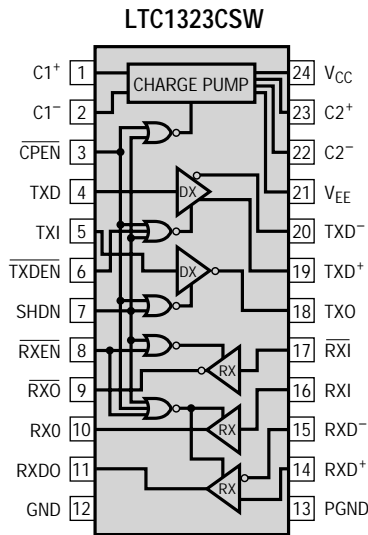 LTC1323CSW
C1+ 1
C1− 2
CPEN 3
TXD 4
TXI 5
TXDEN 6
SHDN 7
RXEN 8
RXO 9
RX0 10
RXDO 11
GND 12
CHARGE PUMP
DX
DX
RX
RX
RX
24 VCC
23 C2+
22 C2−
21 VEE
20 TXD−
19 TXD+
18 TXO
17 RXI
16 RXI
15 RXD−
14 RXD+
13 PGND